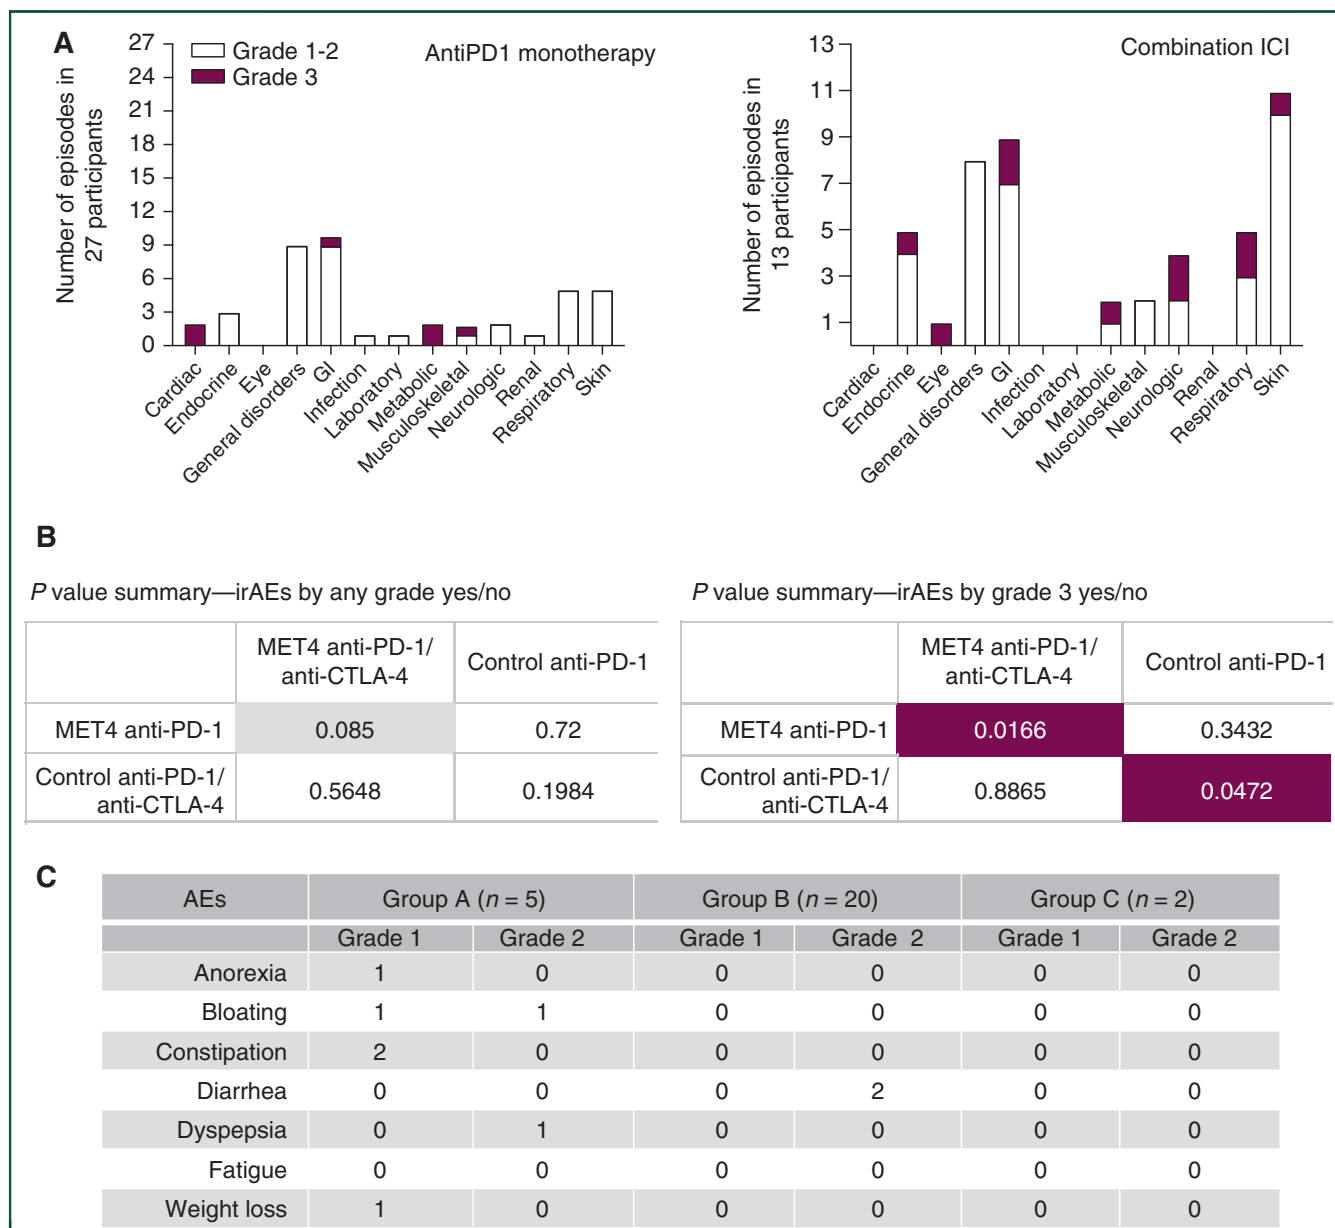 A
Grade 1-2
Grade 3
AntiPD1 monotherapy
Number of episodes in
27 participants
27
24
21
18
15
12
9
6
3
0
Cardiac
Endocrine
Eye
General disorders
GI
Infection
Laboratory
Metabolic
Musculoskeletal
Neurologic
Renal
Respiratory
Skin
Combination ICI
Number of episodes in
13 participants
13
11
9
7
5
3
1
Cardiac
Endocrine
Eye
General disorders
GI
Infection
Laboratory
Metabolic
Musculoskeletal
Neurologic
Renal
Respiratory
Skin
B
P value summary—irAEs by any grade yes/no
MET4 anti-PD-1/
anti-CTLA-4
Control anti-PD-1
MET4 anti-PD-1 0.085 0.72
Control anti-PD-1/
anti-CTLA-4
0.5648 0.1984
P value summary—irAEs by grade 3 yes/no
MET4 anti-PD-1/
anti-CTLA-4
Control anti-PD-1
MET4 anti-PD-1 0.0166 0.3432
Control anti-PD-1/
anti-CTLA-4
0.8865 0.0472
C
AEs Group A (n = 5) Group B (n = 20) Group C (n = 2)
Grade 1 Grade 2 Grade 1 Grade 2 Grade 1 Grade 2
Anorexia 1 0 0 0 0 0
Bloating 1 1 0 0 0 0
Constipation 2 0 0 0 0 0
Diarrhea 0 0 0 2 0 0
Dyspepsia 0 1 0 0 0 0
Fatigue 0 0 0 0 0 0
Weight loss 1 0 0 0 0 0